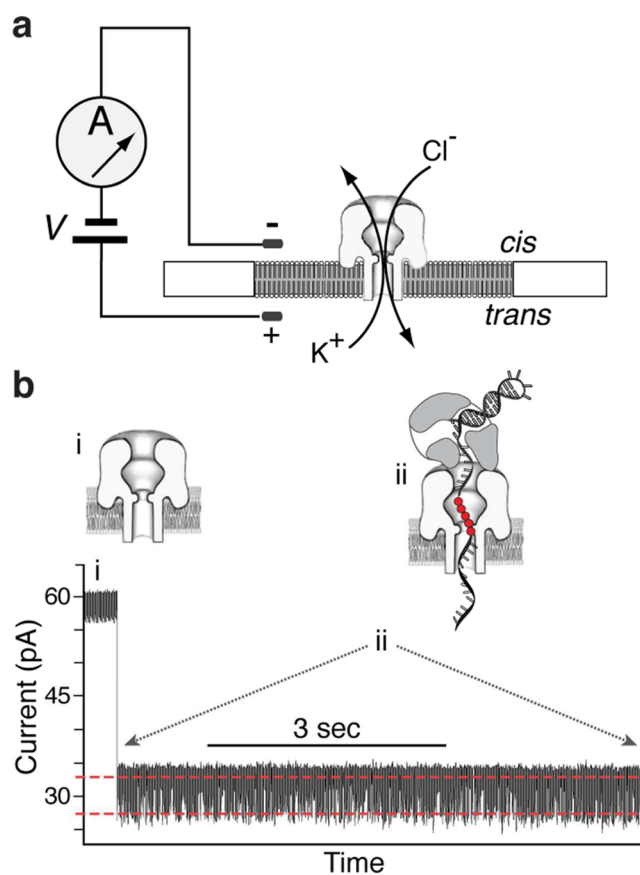 a
A
Cl-
V
-
cis
trans
+
K+
b
i
ii
i
60
ii
45
3 sec
30
Current (pA)
Time